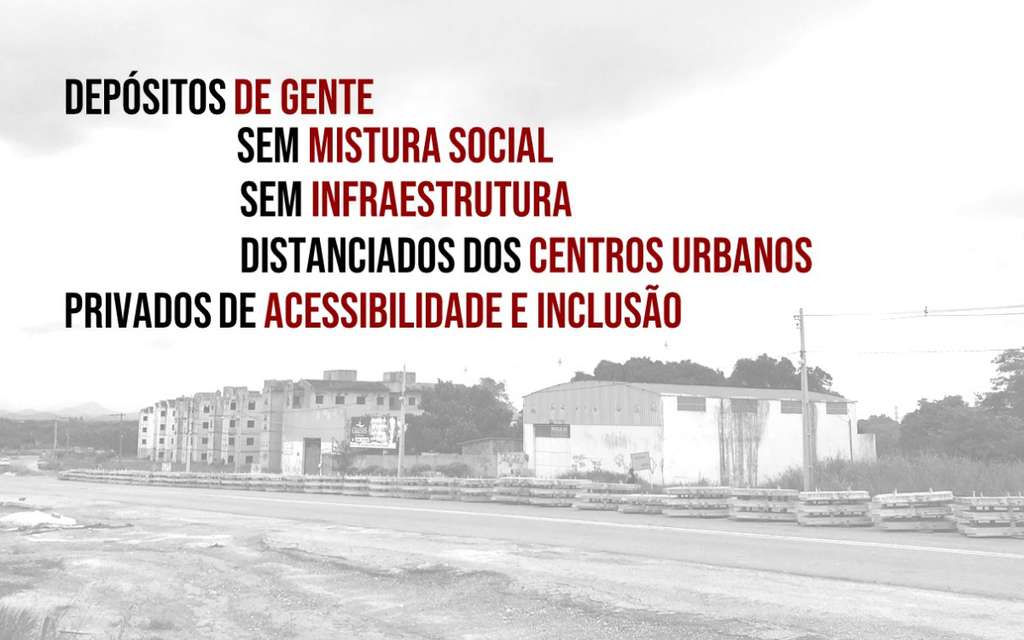 DEPÓSITOS DE GENTE
SEM MISTURA SOCIAL
SEM INFRAESTRUTURA
DISTANCIADOS DOS CENTROS URBANOS
PRIVADOS DE ACESSIBILIDADE E INCLUSÃO